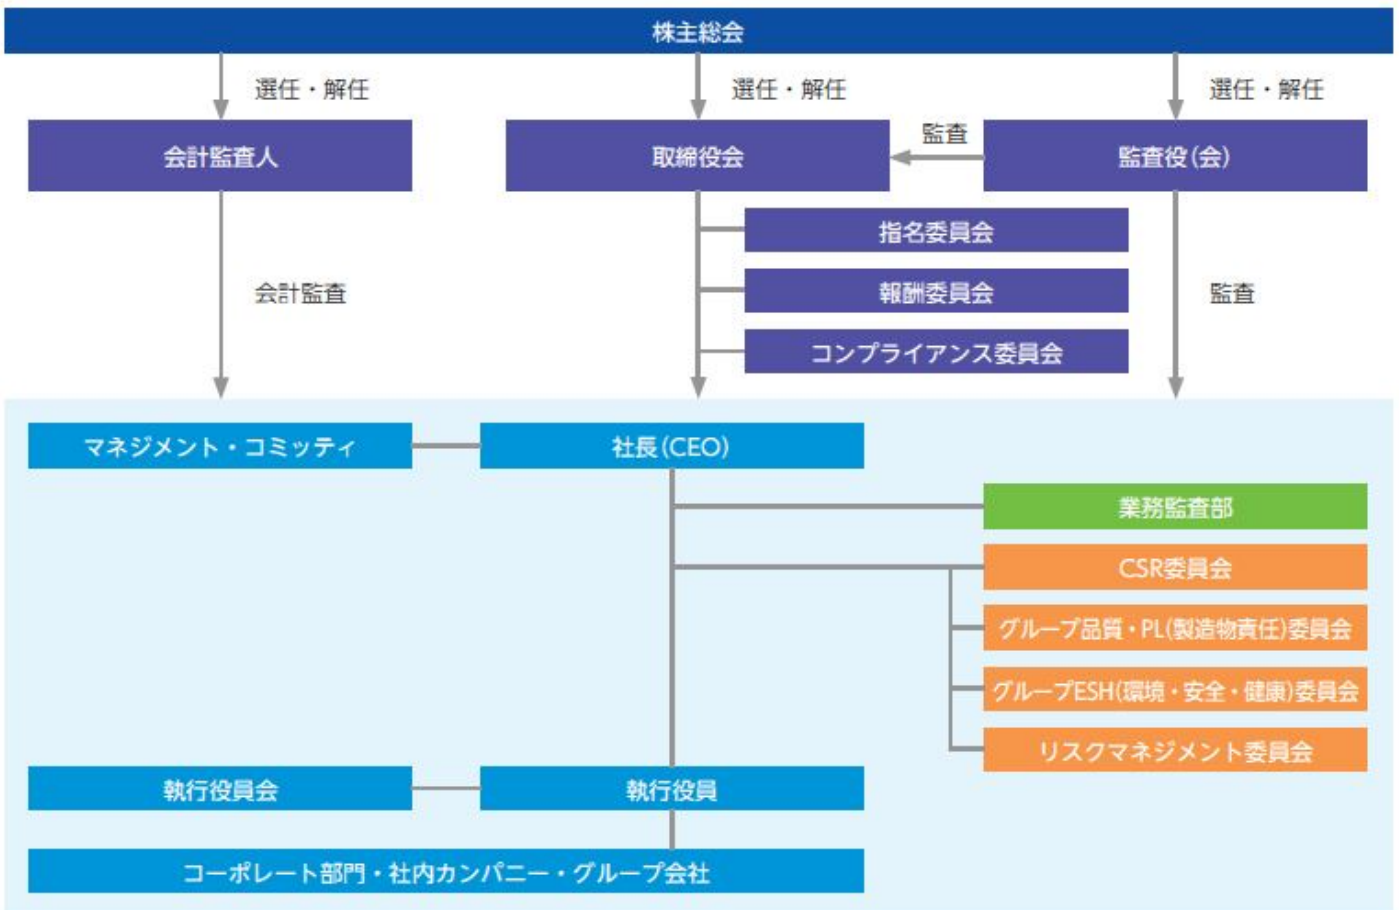 株主総会
選任・解任
選任・解任
選任・解任
会計監査人
取締役会
監査
監査役(会)
指名委員会
報酬委員会
コンプライアンス委員会
会計監査
監査
マネジメント・コミッティ
社長(CEO)
業務監査部
CSR委員会
グループ品質・PL(製造物責任)委員会
グループESH(環境・安全・健康)委員会
リスクマネジメント委員会
執行役員会
執行役員
コーポレート部門・社内カンパニー・グループ会社